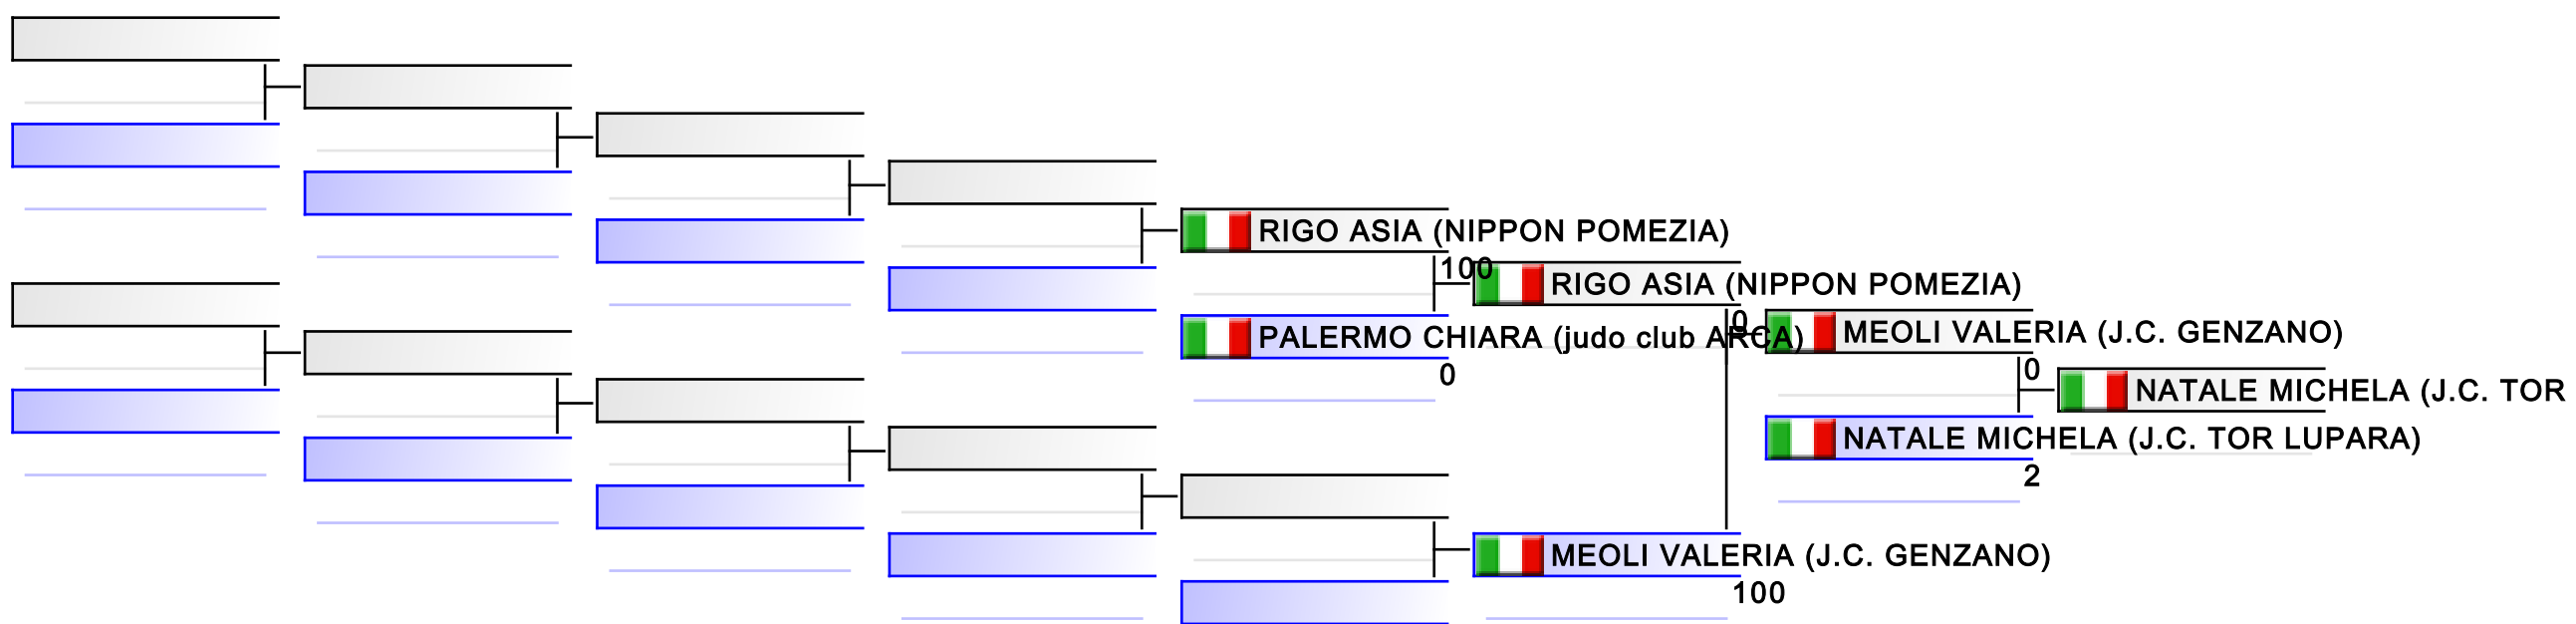 RIGO ASIA (NIPPON POMEZIA)
100
RIGO ASIA (NIPPON POMEZIA)
0
PALERMO CHIARA (judo club ARCA)
0
MEOLI VALERIA (J.C. GENZANO)
0
NATALE MICHELA (J.C. TOR
NATALE MICHELA (J.C. TOR LUPARA)
2
MEOLI VALERIA (J.C. GENZANO)
100